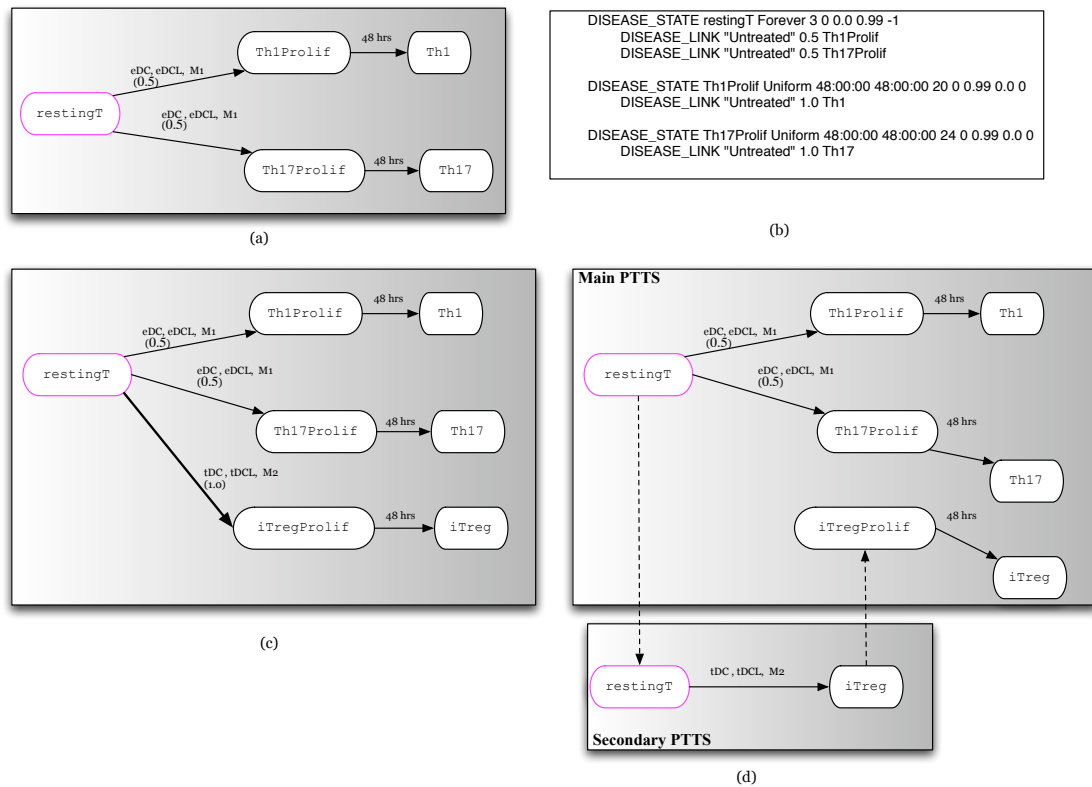 48 hrs
Th1Prolif
Th1
eDC, eDCL, M1
(0.5)
restingT
eDC , eDCL, M1
(0.5)
48 hrs
Th17Prolif
Th17
(a)
DISEASE_STATE restingT Forever 3 0 0.0 0.99 -1
DISEASE_LINK "Untreated" 0.5 Th1Prolif
DISEASE_LINK "Untreated" 0.5 Th17Prolif
DISEASE_STATE Th1Prolif Uniform 48:00:00 48:00:00 20 0 0.99 0.0 0
DISEASE_LINK "Untreated" 1.0 Th1
DISEASE_STATE Th17Prolif Uniform 48:00:00 48:00:00 24 0 0.99 0.0 0
DISEASE_LINK "Untreated" 1.0 Th17
(b)
48 hrs
Th1Prolif
Th1
eDC, eDCL, M1
(0.5)
restingT
eDC , eDCL, M1
(0.5)
48 hrs
Th17Prolif
Th17
tDC , tDCL, M2
(1.0)
48 hrs
iTregProlif
iTreg
(c)
Main PTTS
48 hrs
Th1Prolif
Th1
eDC, eDCL, M1
(0.5)
restingT
eDC , eDCL, M1
(0.5)
48 hrs
Th17Prolif
Th17
48 hrs
iTregProlif
iTreg
tDC , tDCL, M2
restingT
iTreg
Secondary PTTS
(d)